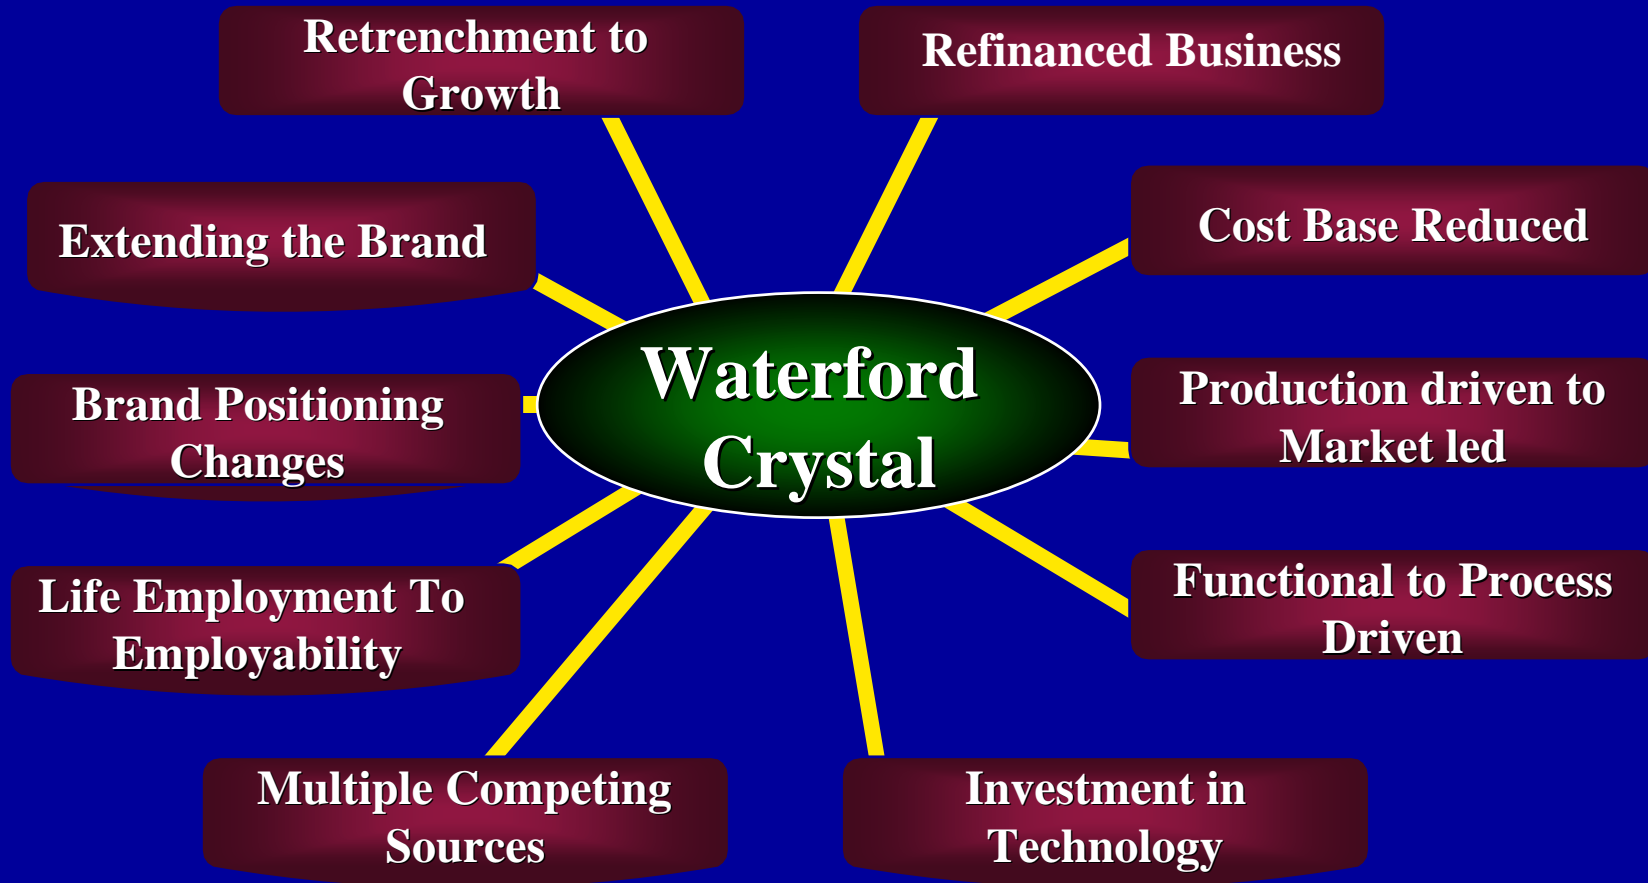 Retrenchment to
Growth
Refinanced Business
Extending the Brand
Cost Base Reduced
Waterford
Crystal
Brand Positioning
Changes
Production driven to
Market led
Life Employment To
Employability
Functional to Process
Driven
Multiple Competing
Sources
Investment in
Technology